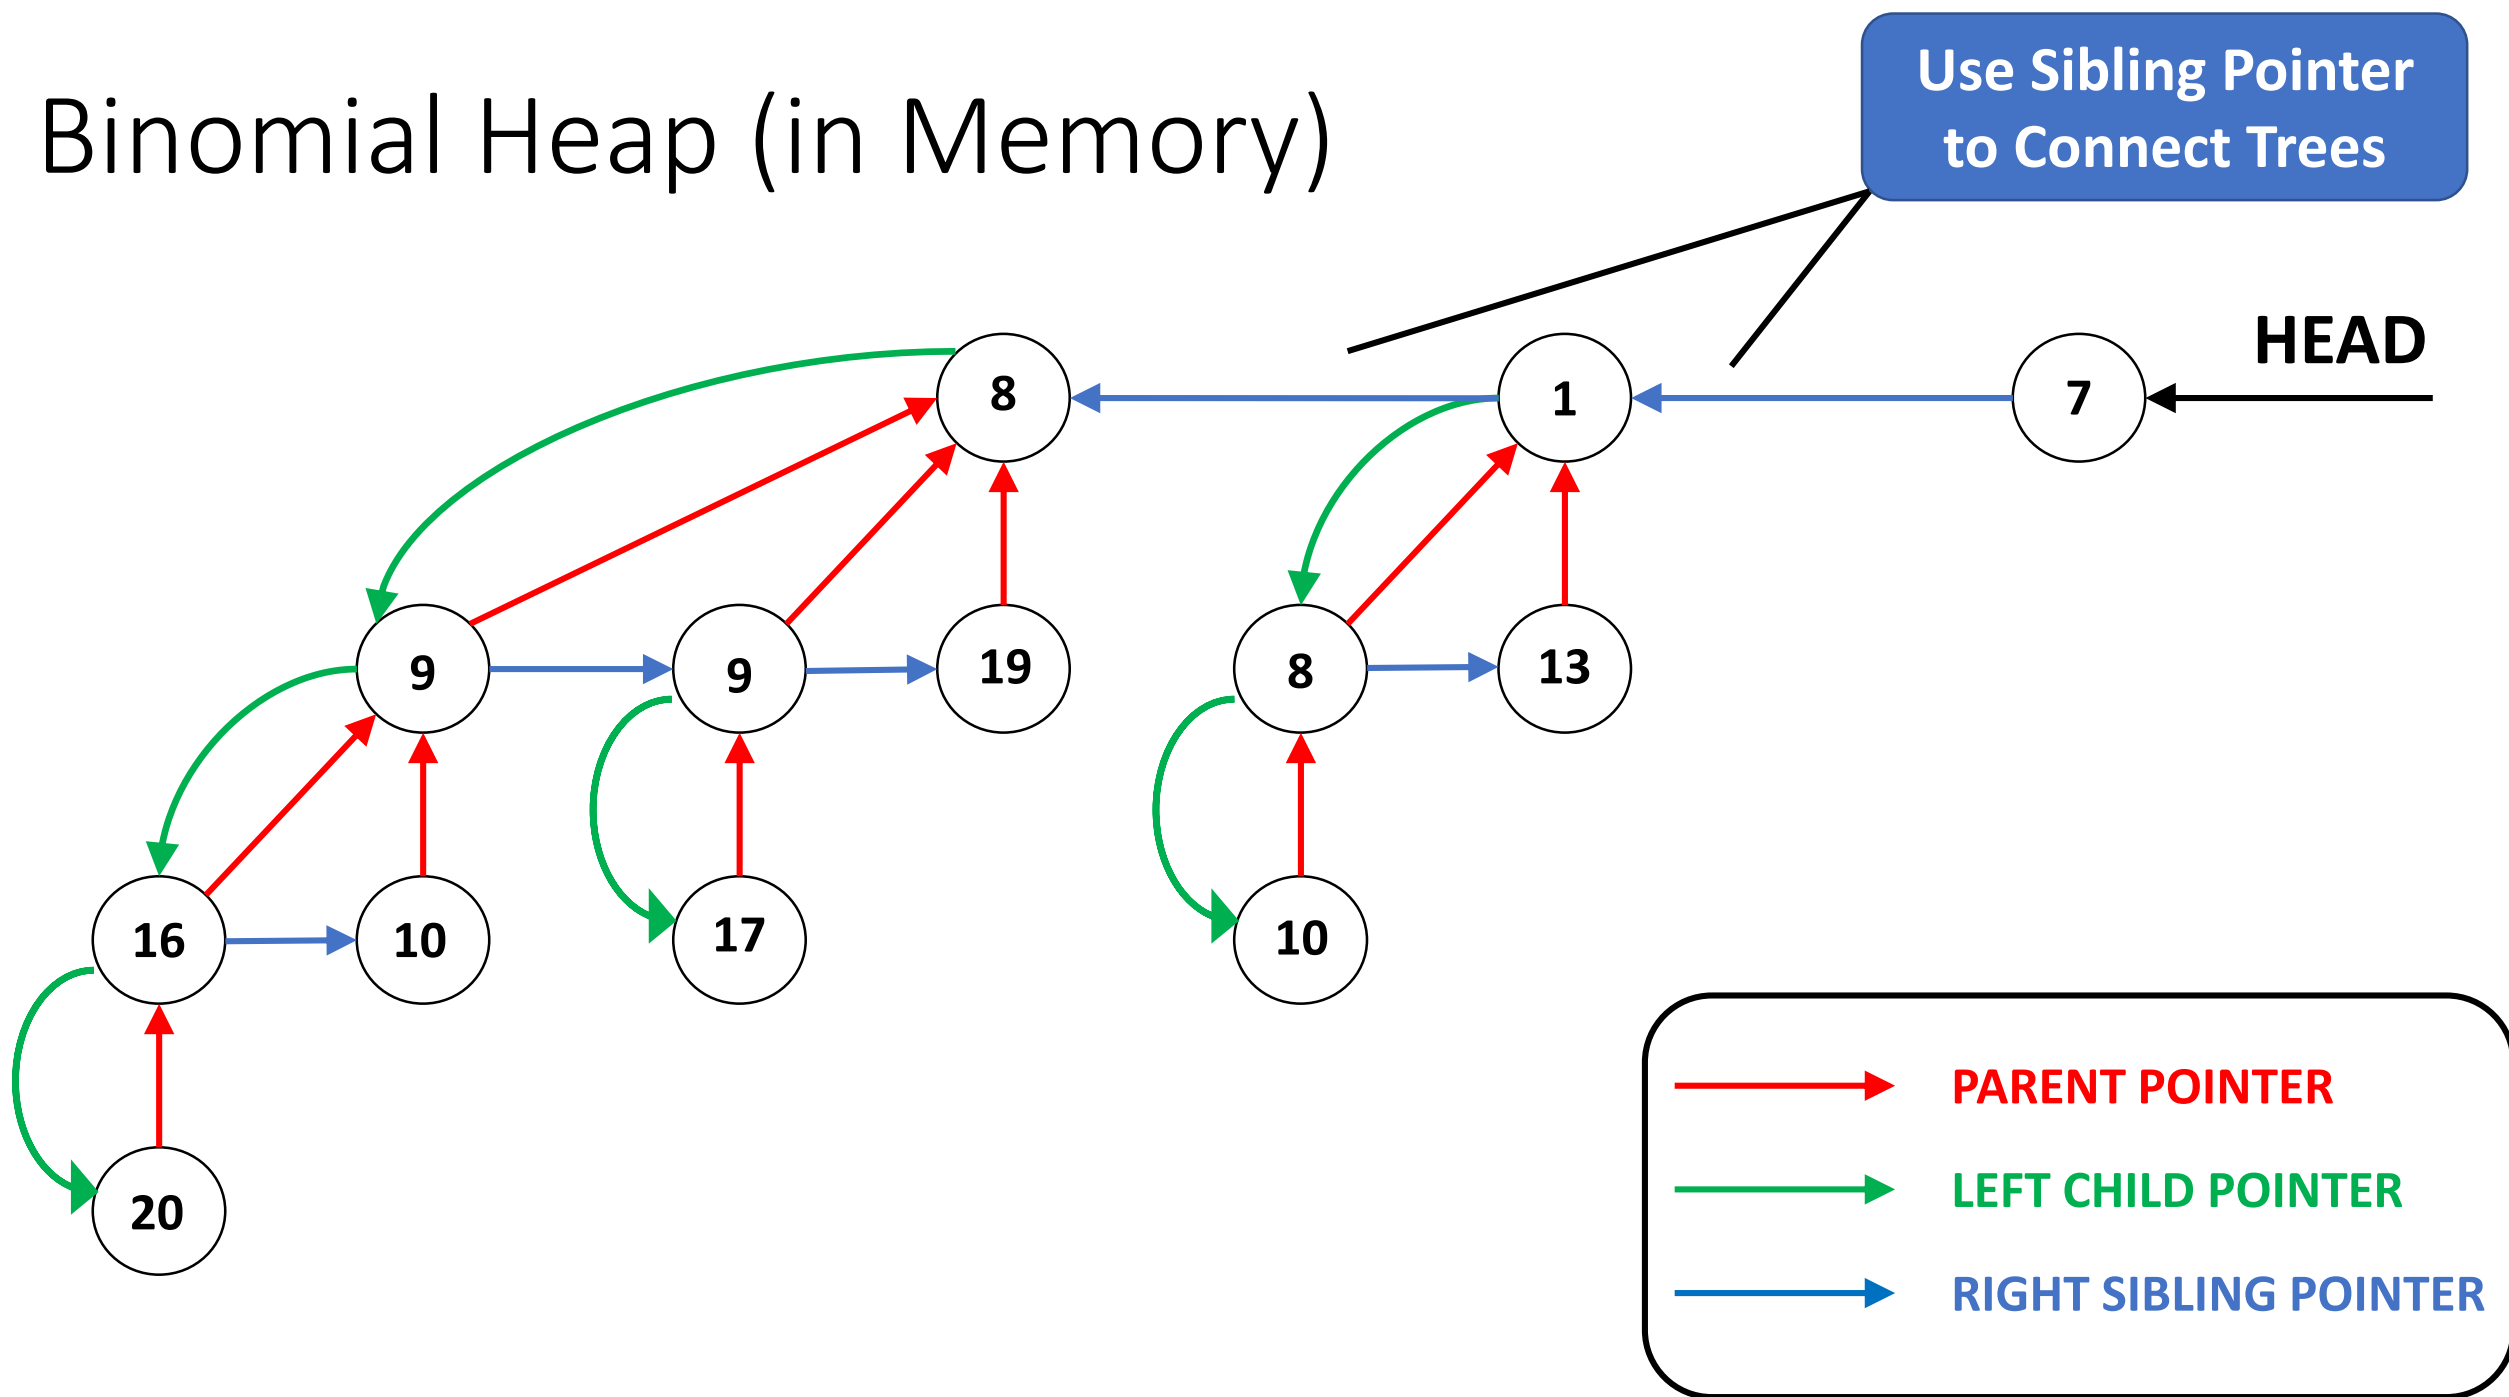 Binomial Heap (in Memory)
Use Sibling Pointer
to Connect Trees
HEAD
8
1
7
9
9
19
8
13
16
10
17
10
20
PARENT POINTER
LEFT CHILD POINTER
RIGHT SIBLING POINTER